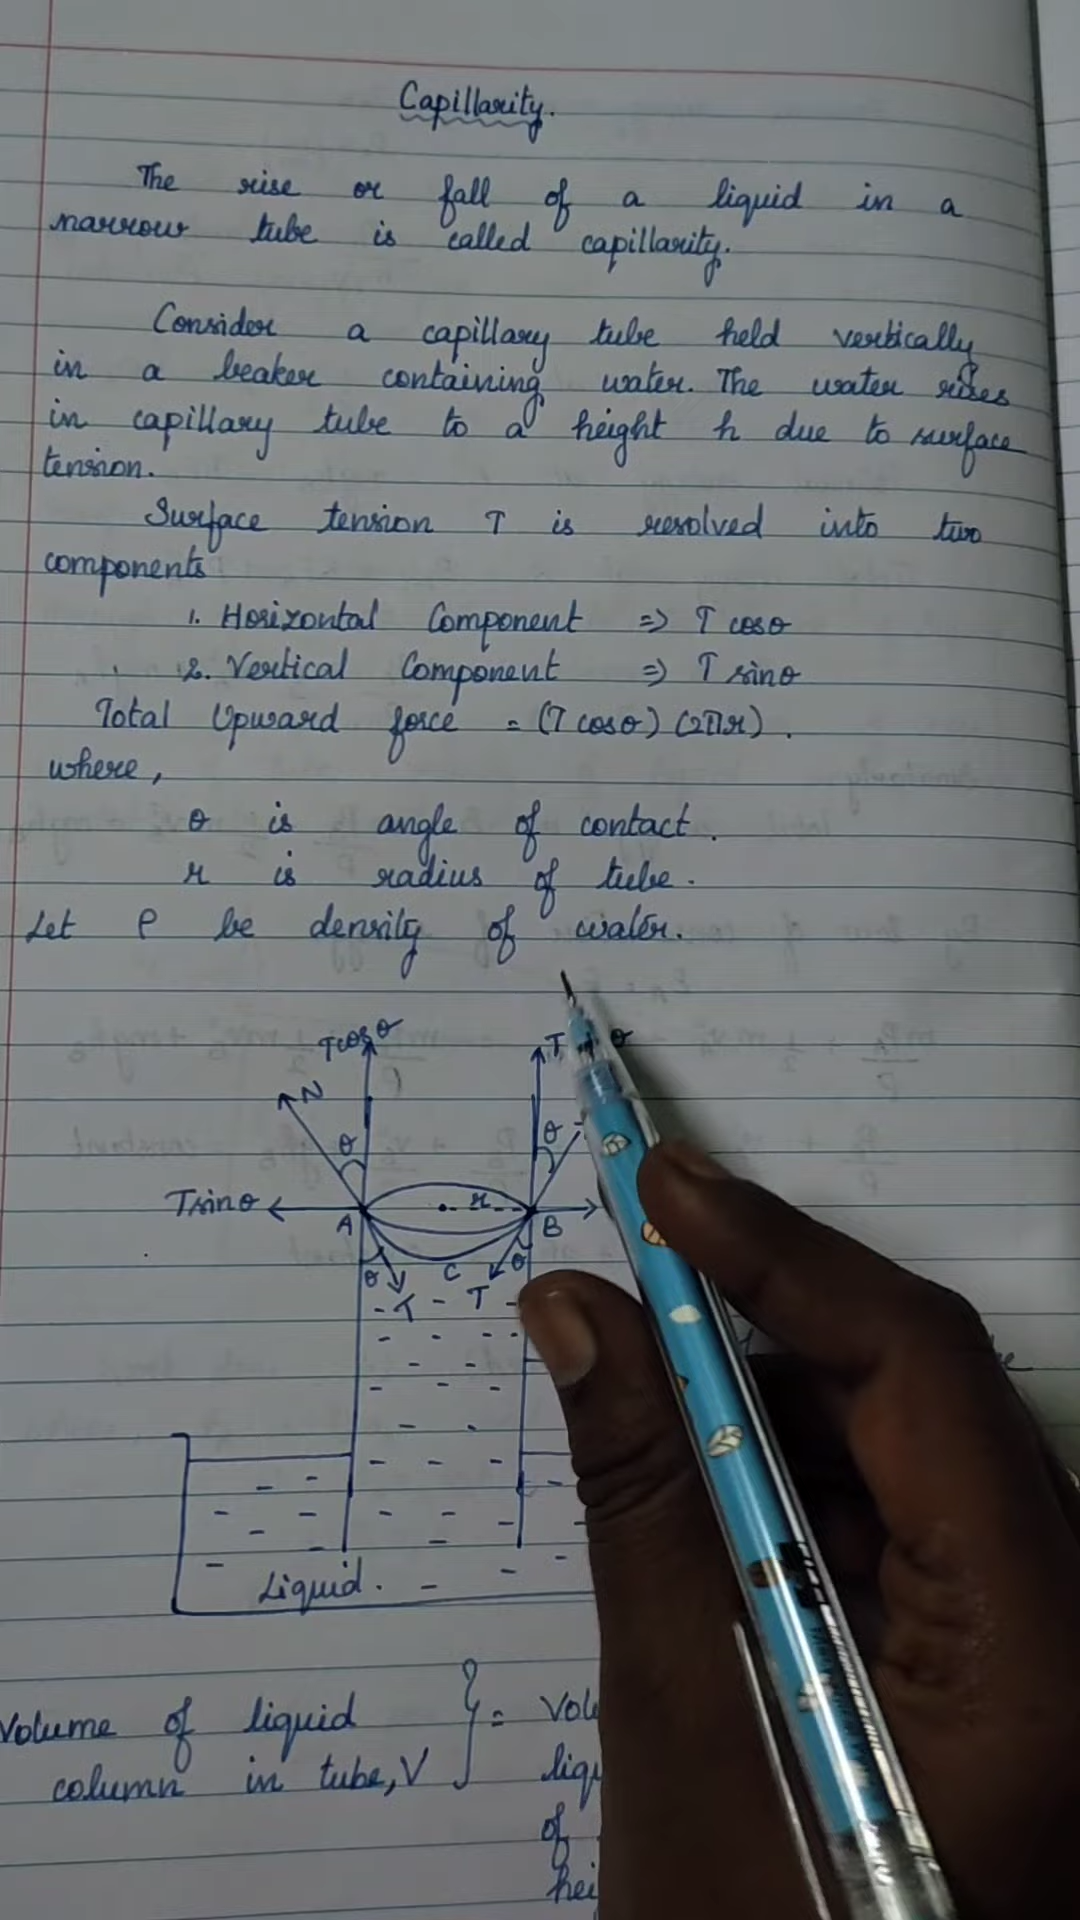 Capillarity.
The rise or fall of a liquid in a
narrow tube is called capillarity.
Consider a capillary tube held vertically
in a beaker containing water. The water rises
in capillary tube to a height h due to surface
tension.
Surface tension T is resolved into two
components
1. Horizontal Component => T cosθ
2. Vertical Component => T sinθ
Total Upward force = (T cosθ) (2πr).
where,
θ is angle of contact.
r is radius of tube.
Let ρ be density of water.
Tcosθ T θ
N
θ θ
Tsinθ r
A B
θ C θ
T T
Liquid.
Volume of liquid } = Volu
column in tube, V liqu
of
hei